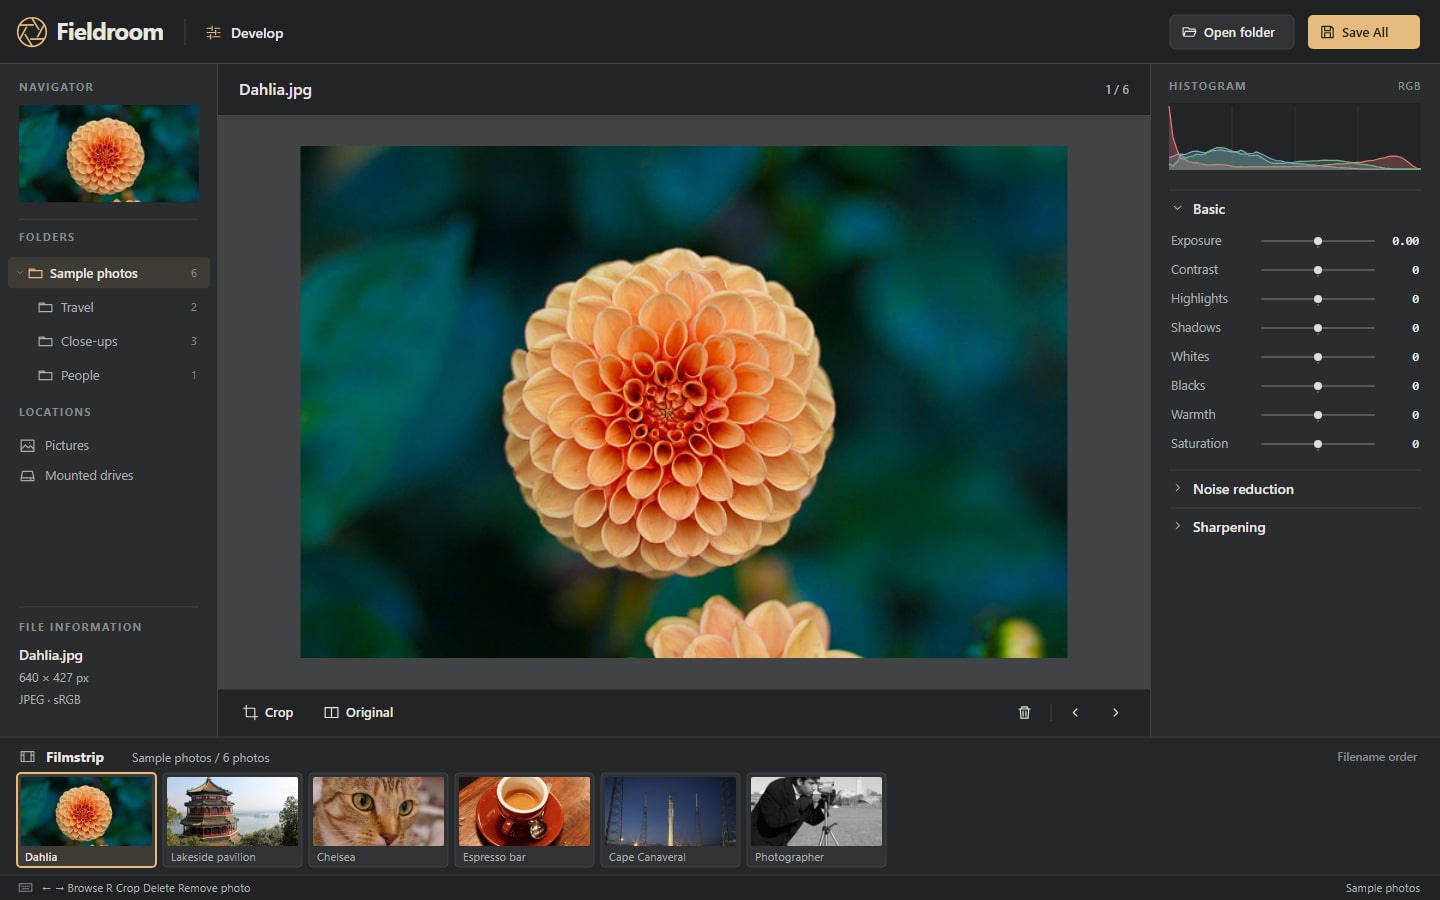 Fieldroom
Develop
Open folder
Save All
NAVIGATOR
FOLDERS
Sample photos 6
Travel 2
Close-ups 3
People 1
LOCATIONS
Pictures
Mounted drives
FILE INFORMATION
Dahlia.jpg
640 × 427 px
JPEG · sRGB
Dahlia.jpg
1 / 6
Crop
Original
HISTOGRAM
RGB
Basic
Exposure 0.00
Contrast 0
Highlights 0
Shadows 0
Whites 0
Blacks 0
Warmth 0
Saturation 0
Noise reduction
Sharpening
Filmstrip
Sample photos / 6 photos
Filename order
Dahlia
Lakeside pavilion
Chelsea
Espresso bar
Cape Canaveral
Photographer
← → Browse R Crop Delete Remove photo
Sample photos